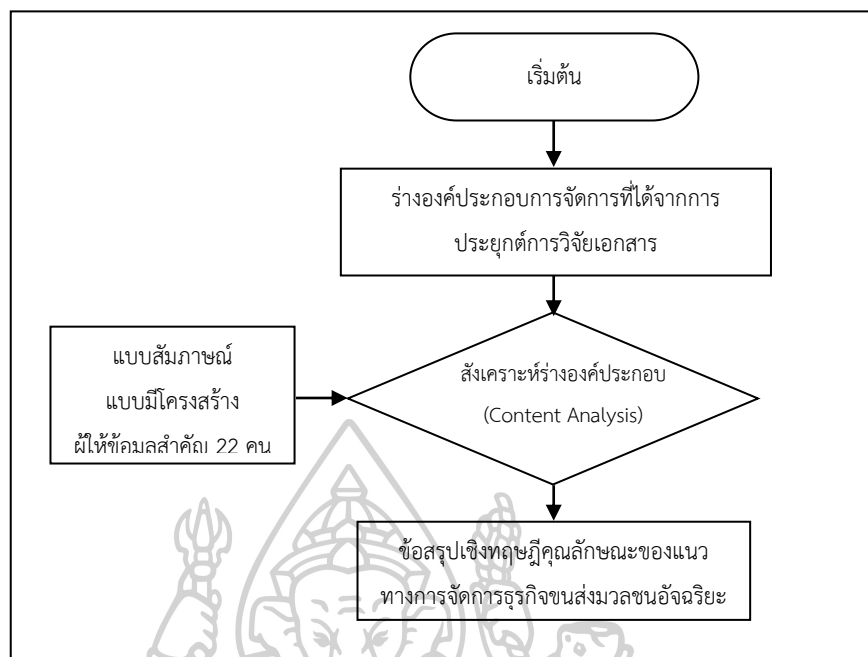 เริ่มต้น
ร่างองค์ประกอบการจัดการที่ได้จากการ
ประยุกต์การวิจัยเอกสาร
แบบสัมภาษณ์
แบบมีโครงสร้าง
ผู้ให้ข้อมูลสำคัญ 22 คน
สังเคราะห์ร่างองค์ประกอบ
(Content Analysis)
ข้อสรุปเชิงทฤษฎีคุณลักษณะของแนว
ทางการจัดการธุรกิจขนส่งมวลชนอัจฉริยะ